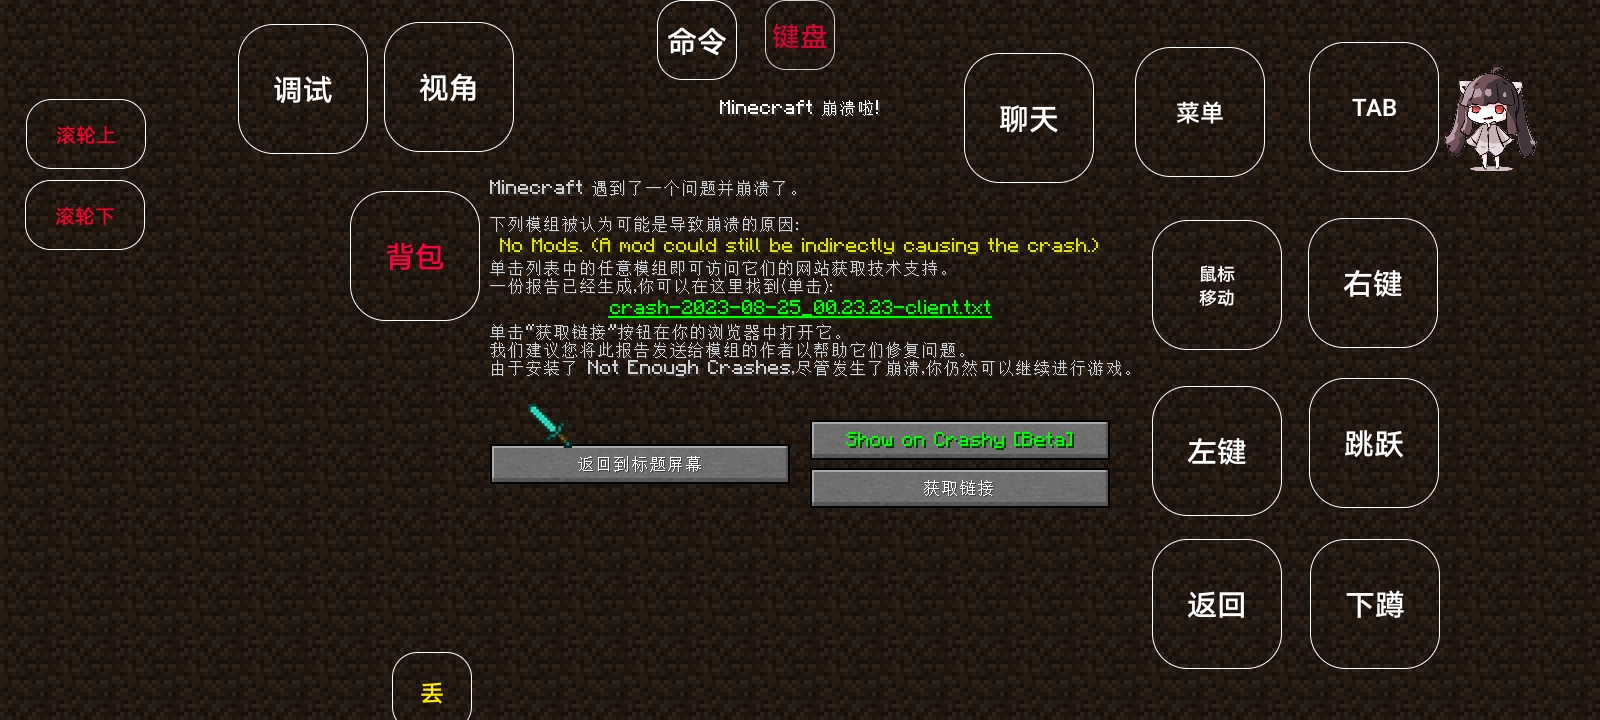 命令
键盘
调试
视角
Minecraft 崩溃啦!
聊天
菜单
TAB
滚轮上
滚轮下
背包
Minecraft 遇到了一个问题并崩溃了。
下列模组被认为可能是导致崩溃的原因:
No Mods. (A mod could still be indirectly causing the crash.)
单击列表中的任意模组即可访问它们的网站获取技术支持。
一份报告已经生成,你可以在这里找到(单击):
crash-2023-08-25_00.23.23-client.txt
单击“获取链接”按钮在你的浏览器中打开它。
我们建议您将此报告发送给模组的作者以帮助它们修复问题。
由于安装了 Not Enough Crashes,尽管发生了崩溃,你仍然可以继续进行游戏。
鼠标
移动
右键
Show on Crashy [Beta]
返回到标题屏幕
获取链接
左键
跳跃
返回
下蹲
丢